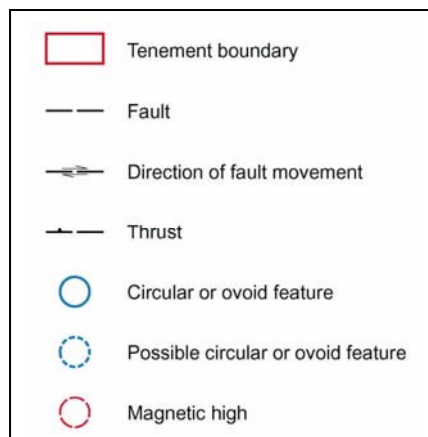 Tenement boundary
Fault
Direction of fault movement
Thrust
Circular or ovoid feature
Possible circular or ovoid feature
Magnetic high